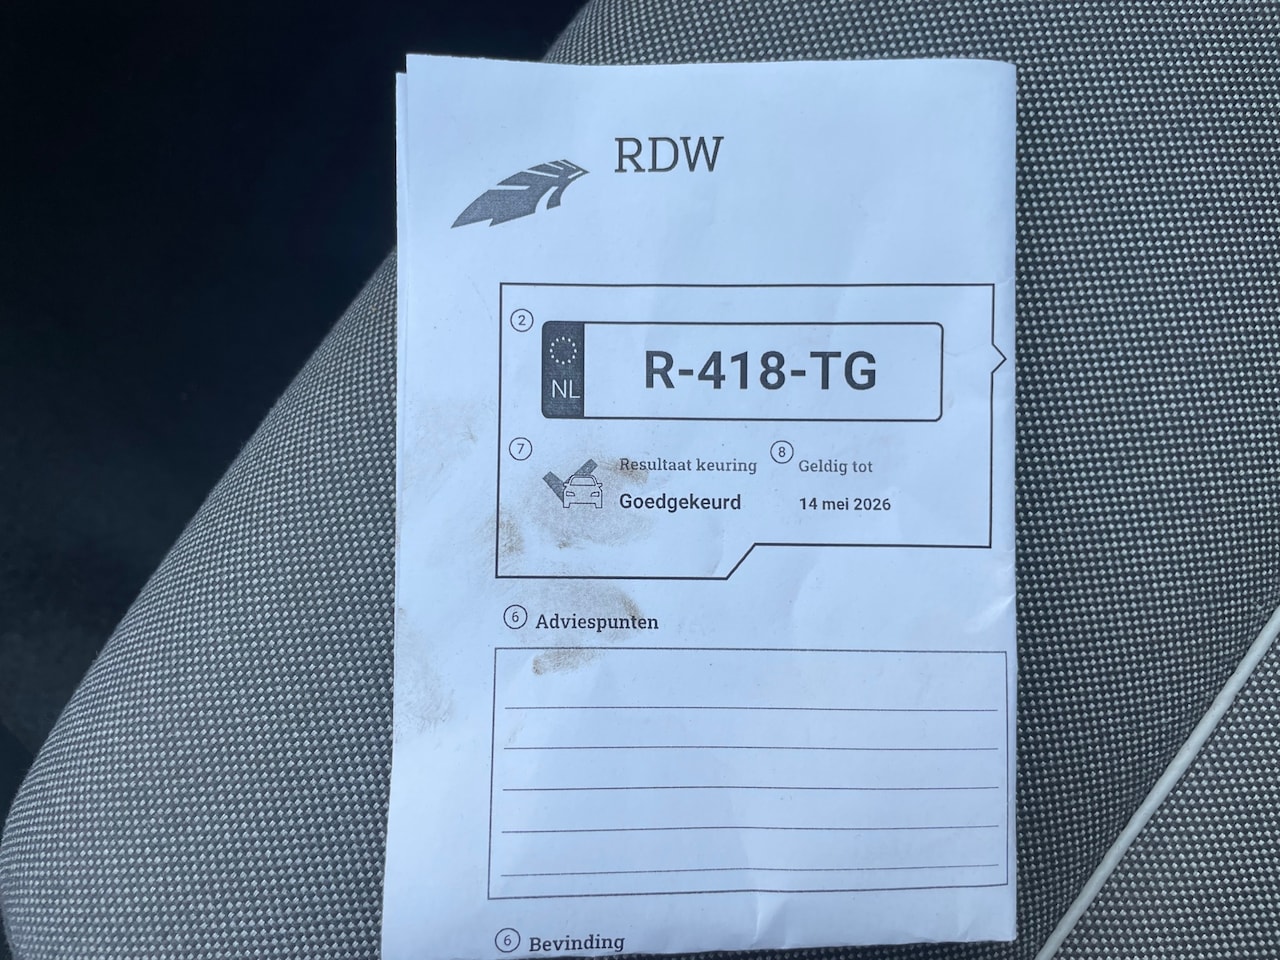 RDW
2
NL
R-418-TG
7
Resultaat keuring
Goedgekeurd
8
Geldig tot
14 mei 2026
6 Adviespunten
6 Bevinding